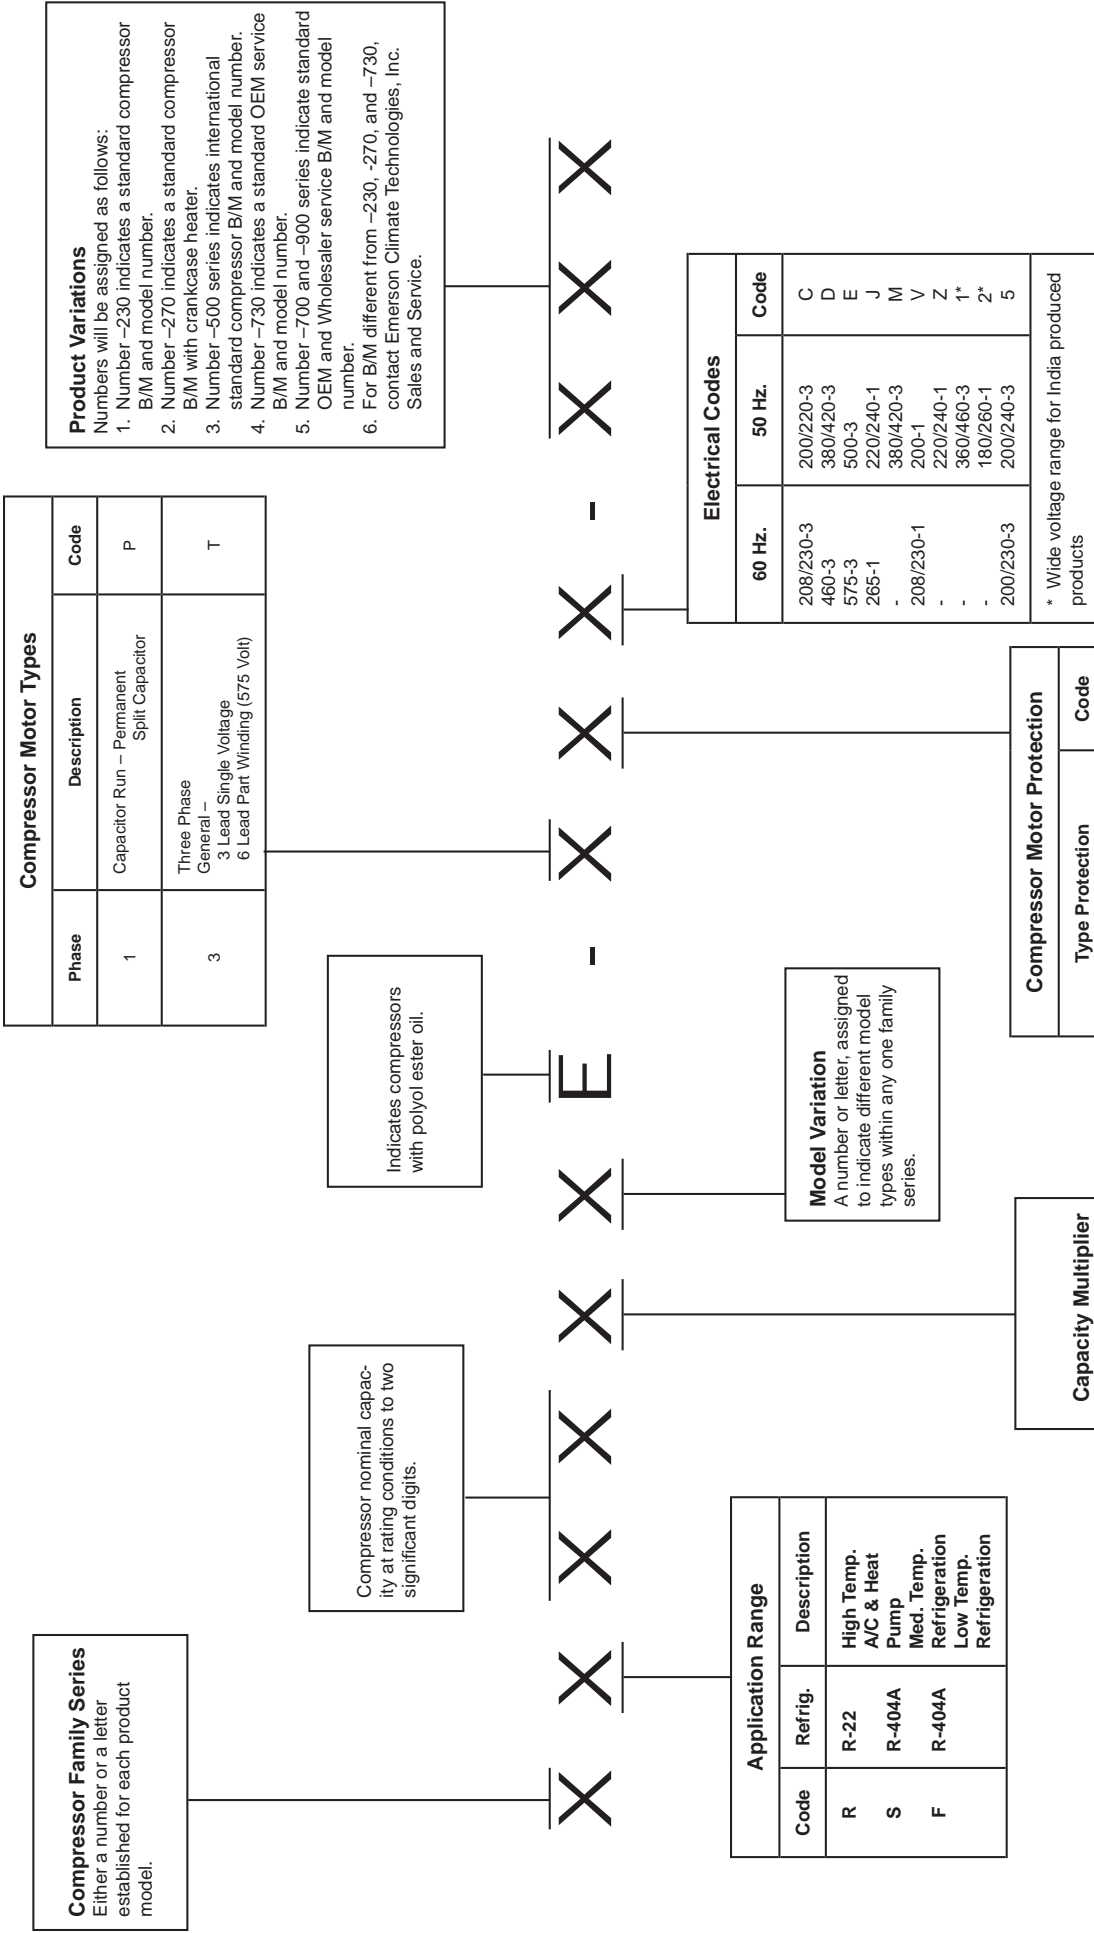 Compressor Family Series
Either a number or a letter
established for each product
model.
Compressor nominal capac-
ity at rating conditions to two
significant digits.
Indicates compressors
with polyol ester oil.
Compressor Motor Types
Phase Description Code
1 Capacitor Run – Permanent P
Split Capacitor
3 Three Phase T
General –
3 Lead Single Voltage
6 Lead Part Winding (575 Volt)
Product Variations
Numbers will be assigned as follows:
1. Number –230 indicates a standard compressor
B/M and model number.
2. Number –270 indicates a standard compressor
B/M with crankcase heater.
3. Number –500 series indicates international
standard compressor B/M and model number.
4. Number –730 indicates a standard OEM service
B/M and model number.
5. Number –700 and –900 series indicate standard
OEM and Wholesaler service B/M and model
number.
6. For B/M different from –230, -270, and –730,
contact Emerson Climate Technologies, Inc.
Sales and Service.
X X X X X X E - X X X - X X X
Application Range
Code Refrig. Description
R R-22 High Temp.
A/C & Heat
S R-404A Pump
Med. Temp.
F R-404A Refrigeration
Low Temp.
Refrigeration
Capacity Multiplier
Model Variation
A number or letter, assigned
to indicate different model
types within any one family
series.
Compressor Motor Protection
Type Protection Code
Electrical Codes
60 Hz. 50 Hz. Code
208/230-3 200/220-3 C
460-3 380/420-3 D
575-3 500-3 E
265-1 220/240-1 J
- 380/420-3 M
208/230-1 200-1 V
- 220/240-1 Z
- 360/460-3 1*
- 180/260-1 2*
200/230-3 200/240-3 5
* Wide voltage range for India produced
products